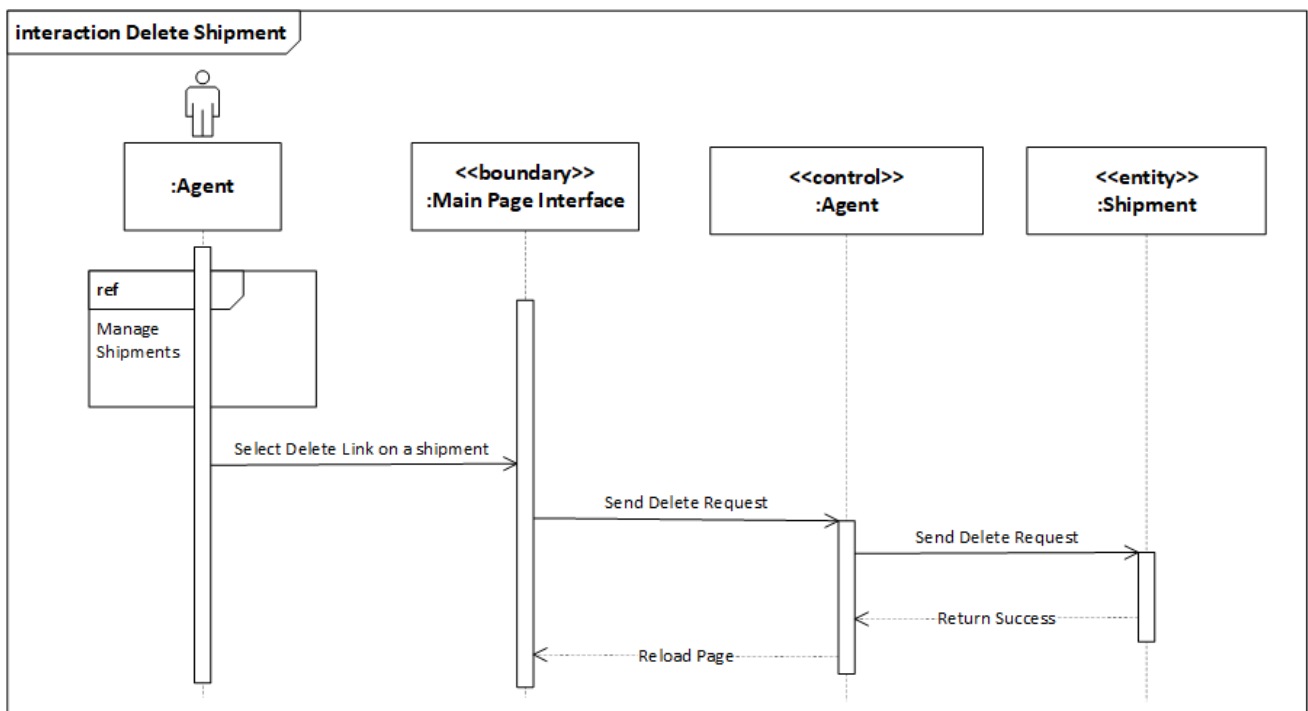 interaction Delete Shipment
:Agent
<<boundary>>
:Main Page Interface
<<control>>
:Agent
<<entity>>
:Shipment
ref
Manage
Shipments
Select Delete Link on a shipment
Send Delete Request
Send Delete Request
Return Success
Reload Page